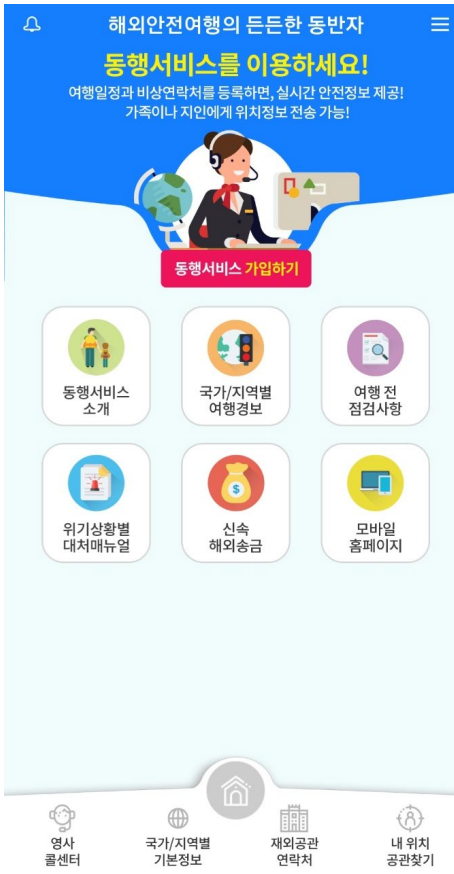 해외안전여행의 든든한 동반자
동행서비스를 이용하세요!
여행일정과 비상연락처를 등록하면, 실시간 안전정보 제공!
가족이나 지인에게 위치정보 전송 가능!
동행서비스 가입하기
동행서비스
소개
국가/지역별
여행경보
여행 전
점검사항
위기상황별
대처매뉴얼
$
신속
해외송금
모바일
홈페이지
영사
콜센터
국가/지역별
기본정보
재외공관
연락처
내 위치
공관찾기